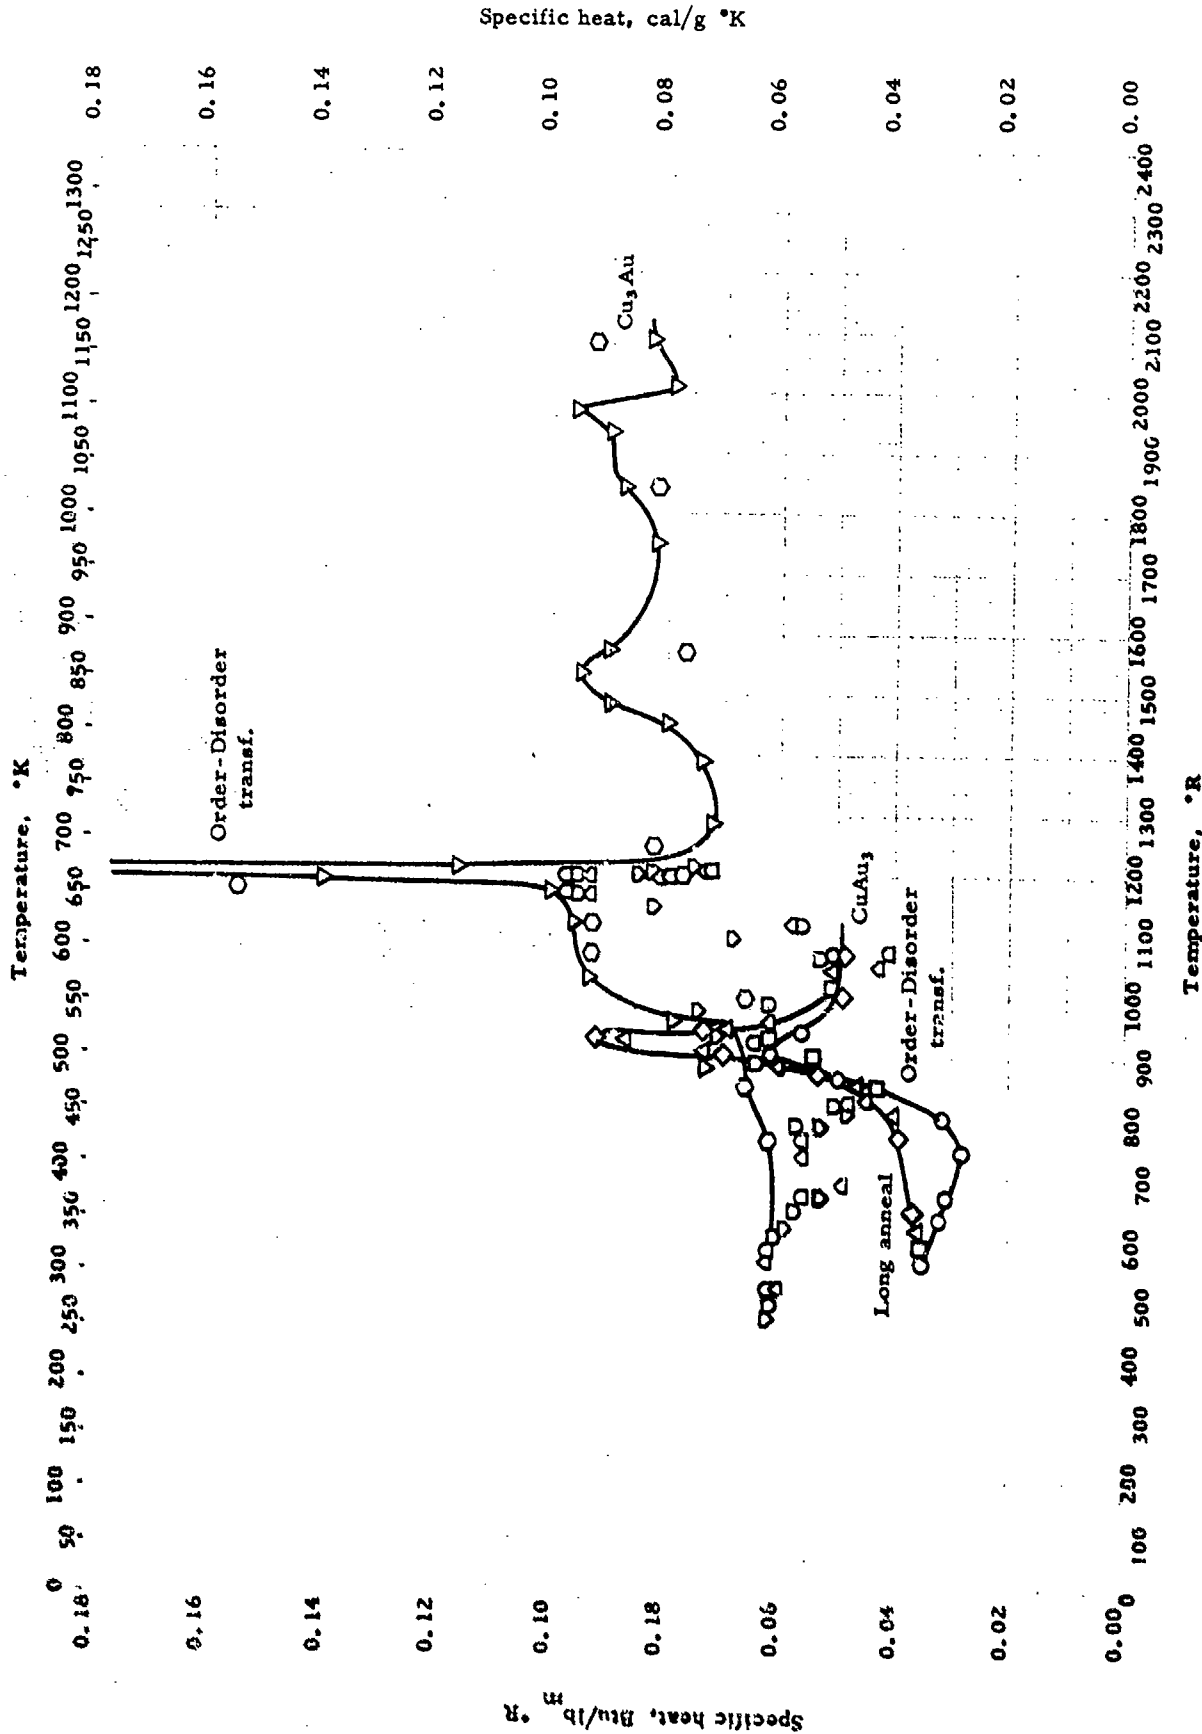 Temperature, °K
0 50 100 150 200 250 300 350 400 450 500 550 600 650 700 750 800 850 900 950 1000 1050 1100 1150 1200 1250 1300
0.18
0.16
0.14
0.12
0.10
0.18
0.06
0.04
0.02
0.00
Specific heat, Btu/lb m °R
Order-Disorder
transf.
Cu₃Au
CuAu₃
Order-Disorder
transf.
Long anneal
0.18
0.16
0.14
0.12
0.10
0.08
0.06
0.04
0.02
0.00
Specific heat, cal/g °K
0 100 200 300 400 500 600 700 800 900 1000 1100 1200 1300 1400 1500 1600 1700 1800 1900 2000 2100 2200 2300 2400
Temperature, °R